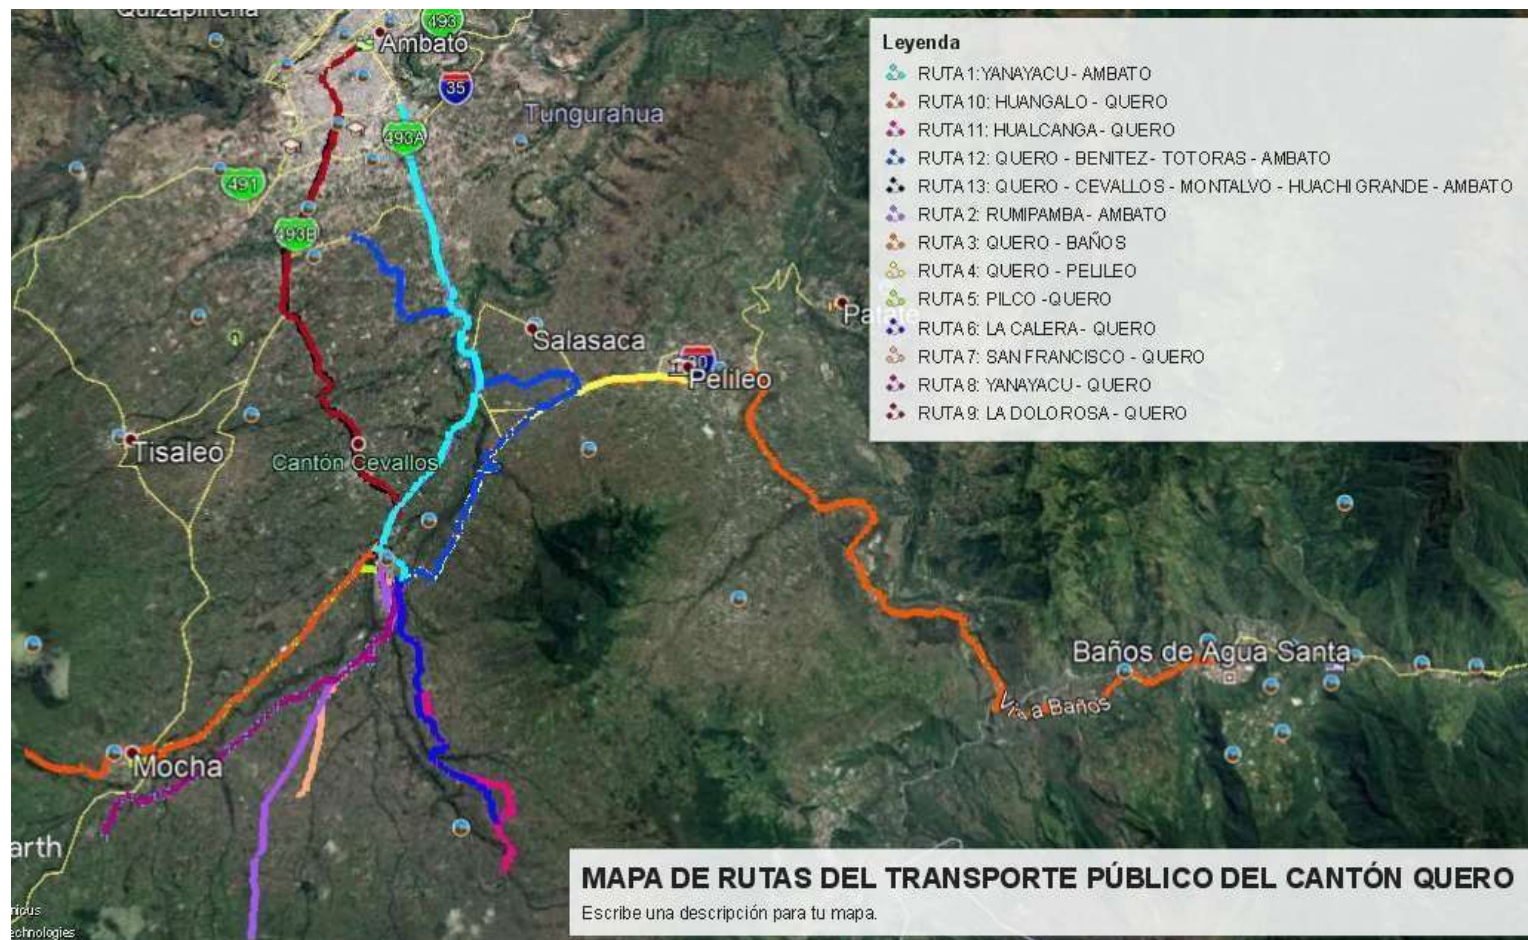 Quizapincha
493
Ambato
35
Tungurahua
493A
491
493B
Salasaca
Pelileo
Tisaleo
Cantón Cevallos
Baños de Agua Santa
Vía a Baños
Mocha
arth
Leyenda
RUTA 1:YANAYACU - AMBATO
RUTA 10: HUANGALO - QUERO
RUTA 11: HUALCANGA - QUERO
RUTA 12: QUERO - BENITEZ - TOTORAS - AMBATO
RUTA 13: QUERO - CEVALLOS - MONTALVO - HUACHI GRANDE - AMBATO
RUTA 2: RUMIPAMBA - AMBATO
RUTA 3: QUERO - BAÑOS
RUTA 4: QUERO - PELILEO
RUTA 5: PILCO -QUERO
RUTA 6: LA CALERA - QUERO
RUTA 7: SAN FRANCISCO - QUERO
RUTA 8: YANAYACU - QUERO
RUTA 9: LA DOLOROSA - QUERO
Patate
MAPA DE RUTAS DEL TRANSPORTE PÚBLICO DEL CANTÓN QUERO
Escribe una descripción para tu mapa.
echnologies